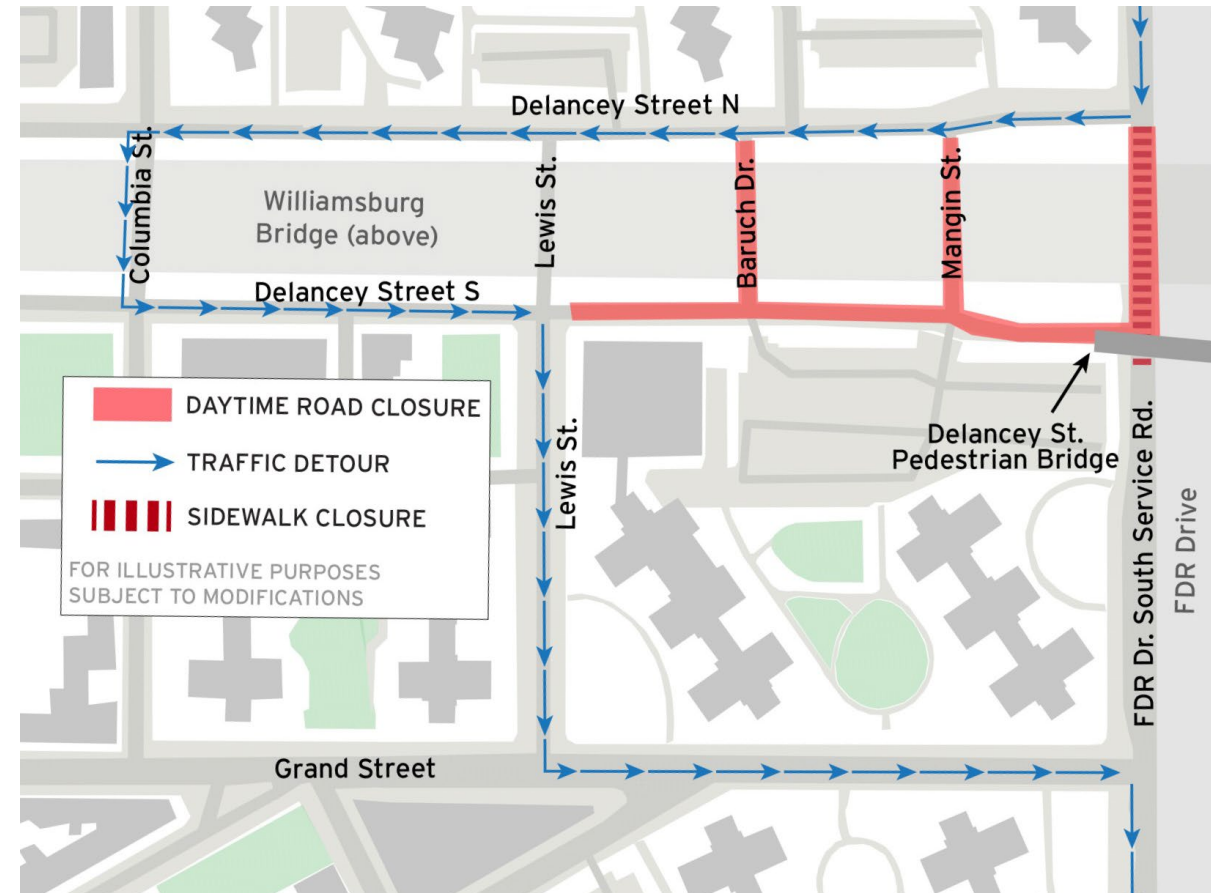 Delancey Street N
Columbia St.
Williamsburg
Bridge (above)
Lewis St.
Baruch Dr.
Mangin St.
Delancey Street S
DAYTIME ROAD CLOSURE
TRAFFIC DETOUR
SIDEWALK CLOSURE
FOR ILLUSTRATIVE PURPOSES
SUBJECT TO MODIFICATIONS
Lewis St.
Delancey St.
Pedestrian Bridge
FDR Dr. South Service Rd.
FDR Drive
Grand Street